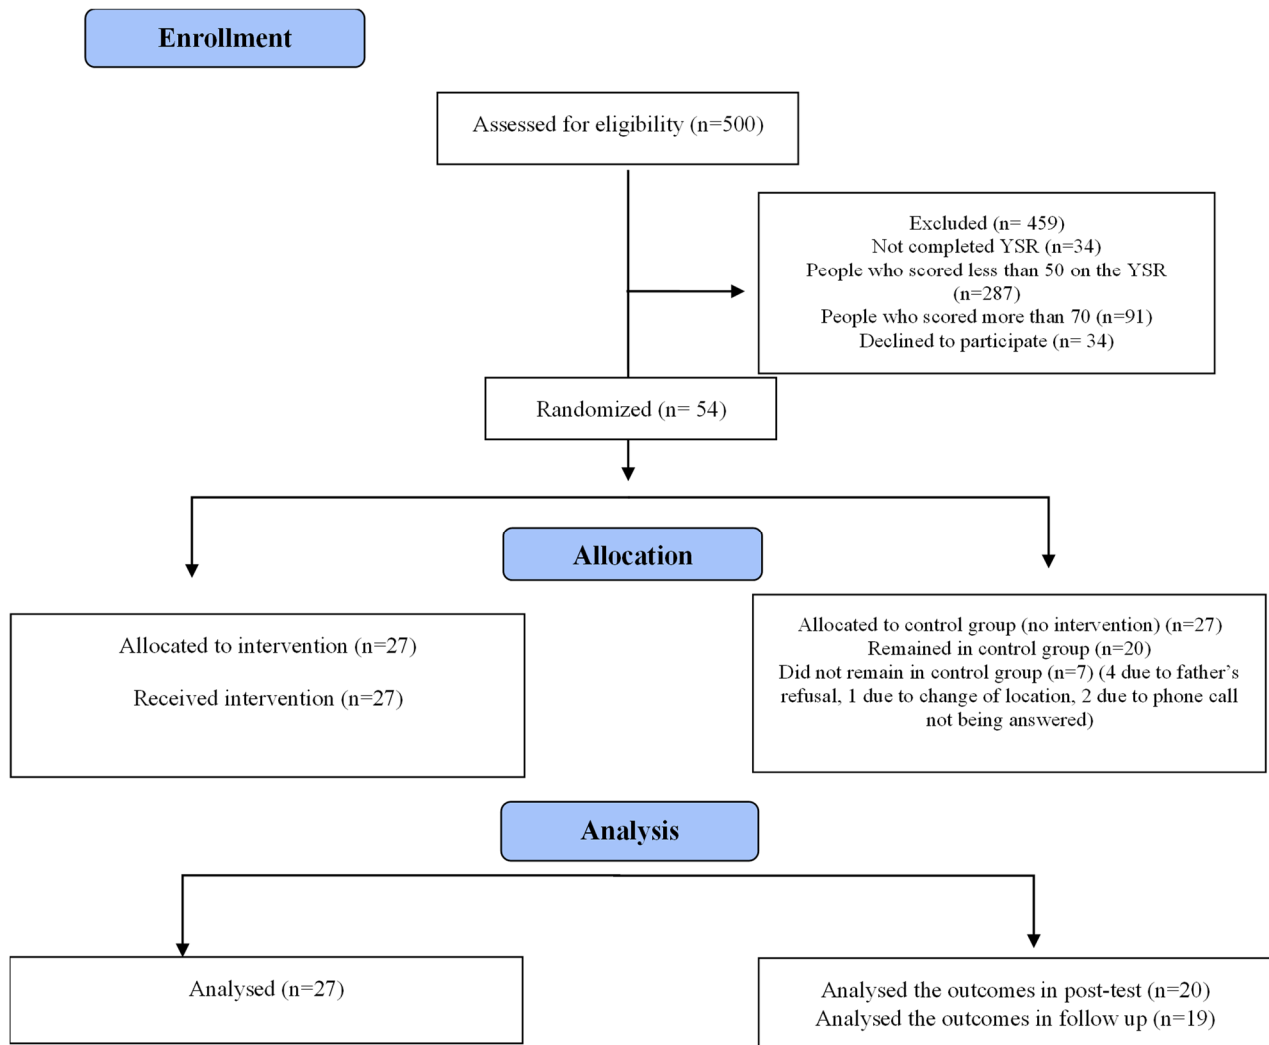 Enrollment
Assessed for eligibility (n=500)
Excluded (n= 459)
Not completed YSR (n=34)
People who scored less than 50 on the YSR
(n=287)
People who scored more than 70 (n=91)
Declined to participate (n= 34)
Randomized (n= 54)
Allocation
Allocated to intervention (n=27)
Received intervention (n=27)
Allocated to control group (no intervention) (n=27)
Remained in control group (n=20)
Did not remain in control group (n=7) (4 due to father’s
refusal, 1 due to change of location, 2 due to phone call
not being answered)
Analysis
Analysed (n=27)
Analysed the outcomes in post-test (n=20)
Analysed the outcomes in follow up (n=19)